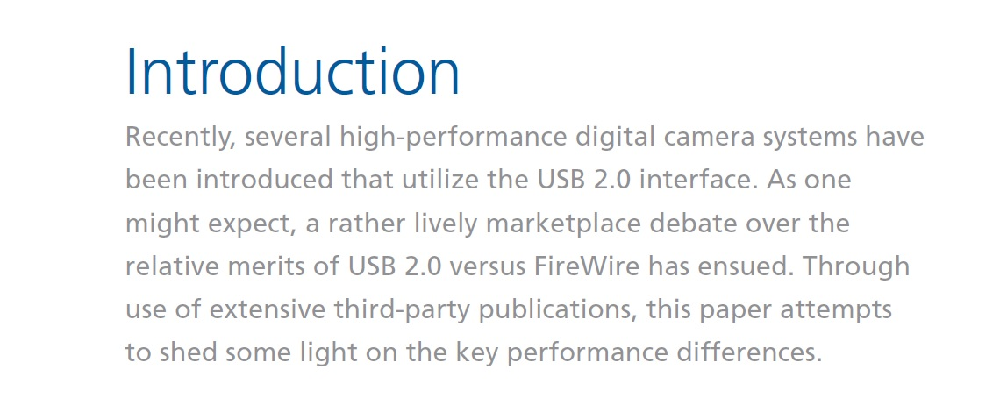 Introduction
Recently, several high-performance digital camera systems have
been introduced that utilize the USB 2.0 interface. As one
might expect, a rather lively marketplace debate over the
relative merits of USB 2.0 versus FireWire has ensued. Through
use of extensive third-party publications, this paper attempts
to shed some light on the key performance differences.